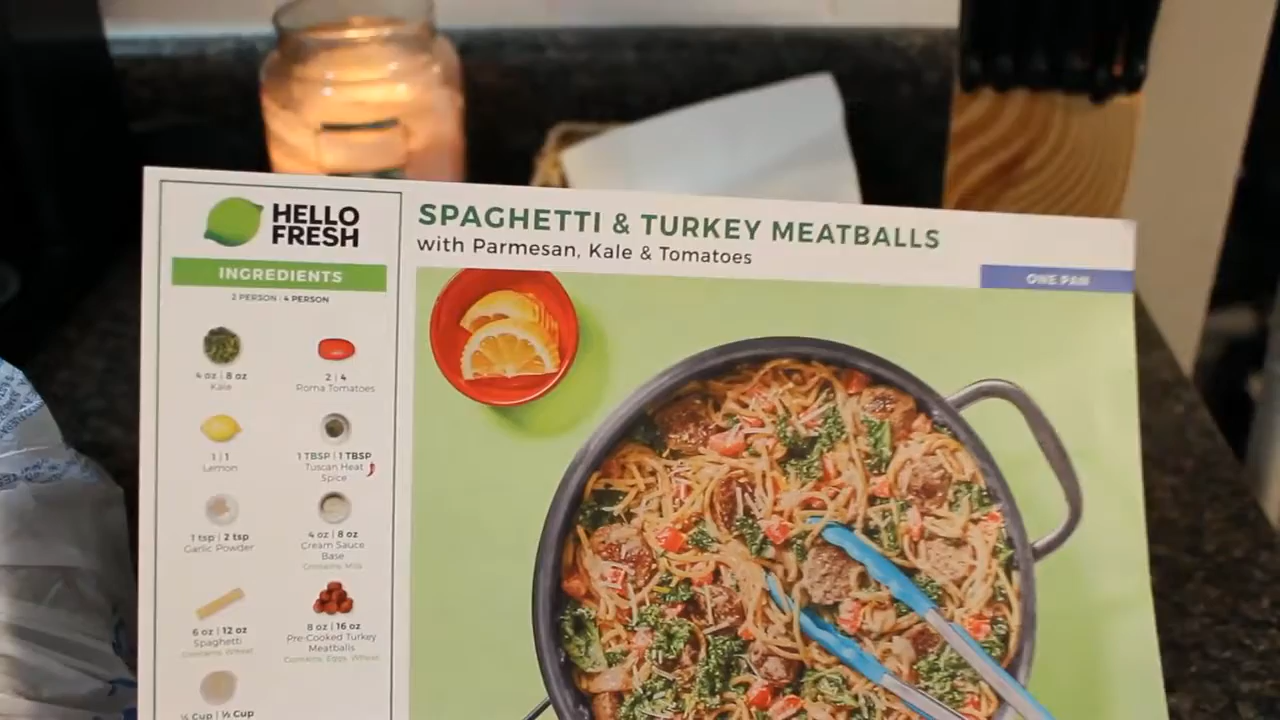 HELLO
FRESH
SPAGHETTI & TURKEY MEATBALLS
with Parmesan, Kale & Tomatoes
ONE PAN
INGREDIENTS
2 PERSON | 4 PERSON
4 oz | 8 oz
Kale
2 | 4
Roma Tomatoes
1 | 1
Lemon
1 TBSP | 1 TBSP
Tuscan Heat
Spice
1 tsp | 2 tsp
Garlic Powder
4 oz | 8 oz
Cream Sauce
Base
Contains: Milk
6 oz | 12 oz
Spaghetti
Contains: Wheat
8 oz | 16 oz
Pre-Cooked Turkey
Meatballs
Contains: Eggs, Wheat
¼ Cup | ½ Cup